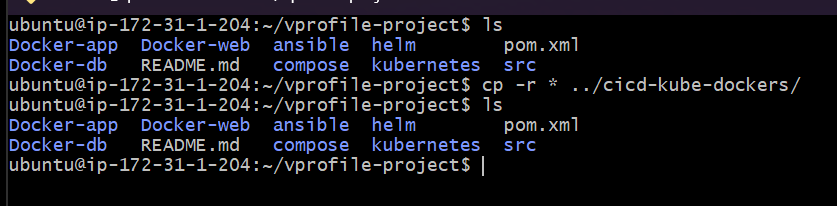 ubuntu@ip-172-31-1-204:~/vprofile-project$ ls
Docker-app  Docker-web  ansible  helm        pom.xml
Docker-db   README.md   compose  kubernetes  src
ubuntu@ip-172-31-1-204:~/vprofile-project$ cp -r * ../cicd-kube-dockers/
ubuntu@ip-172-31-1-204:~/vprofile-project$ ls
Docker-app  Docker-web  ansible  helm        pom.xml
Docker-db   README.md   compose  kubernetes  src
ubuntu@ip-172-31-1-204:~/vprofile-project$